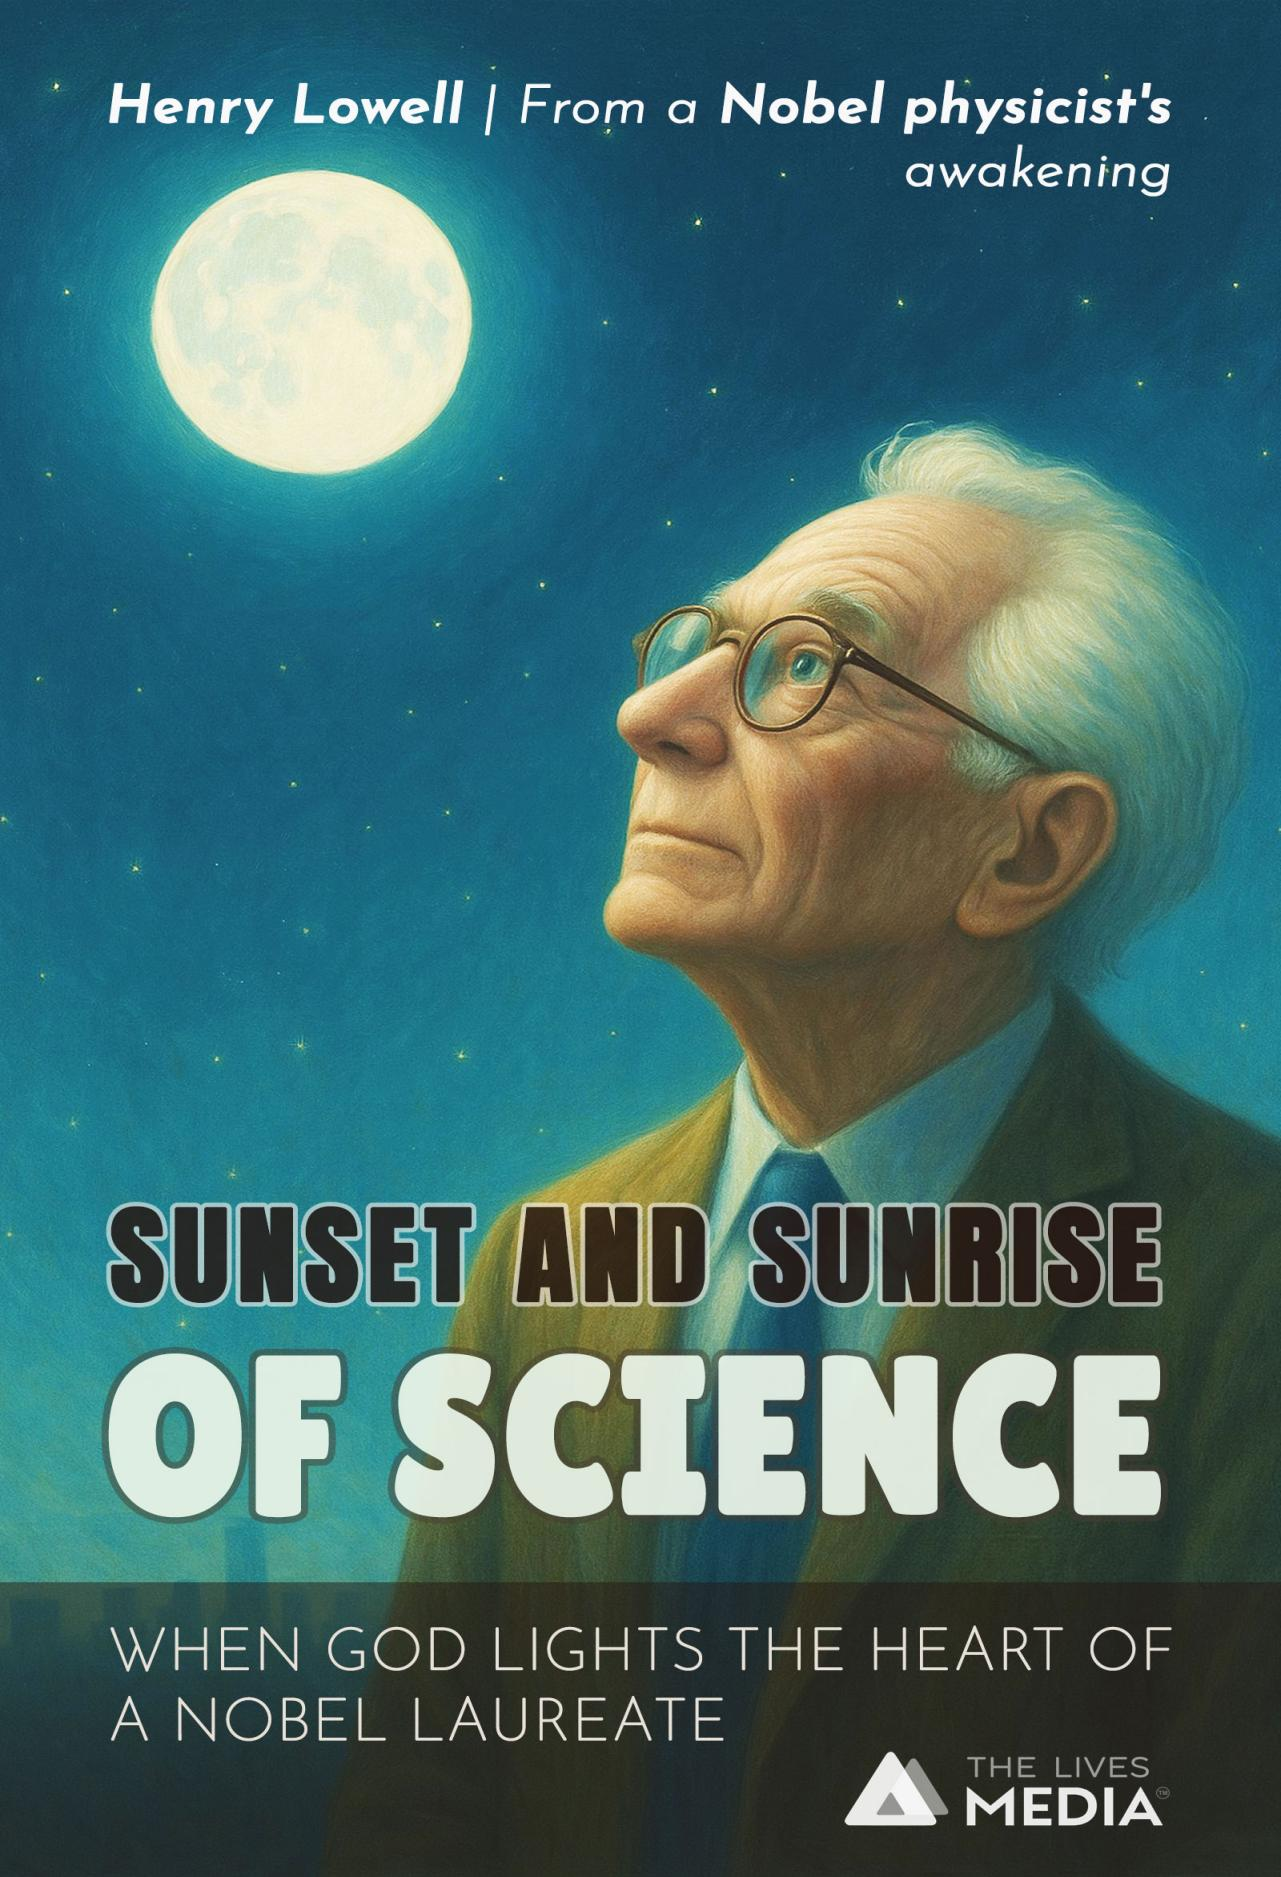 Henry Lowell | From a Nobel physicist's
awakening
SUNSET AND SUNRISE
OF SCIENCE
WHEN GOD LIGHTS THE HEART OF
A NOBEL LAUREATE
THE LIVES
MEDIA™